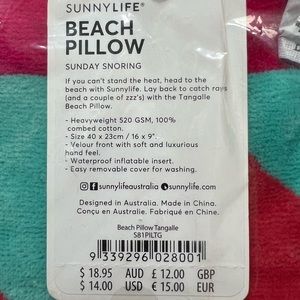 SUNNYLIFE®
BEACH
PILLOW
SUNDAY SNORING
If you can't stand the heat, head to the
beach with Sunnylife. Lay back to catch rays
(and a couple of zzz's) with the Tangalle
Beach Pillow.
- Heavyweight 520 GSM, 100%
combed cotton.
- Size 40 x 23cm / 16 x 9".
- Velour front with soft and luxurious
hand feel.
- Waterproof inflatable insert.
- Easy removable cover for washing.
sunnylifeaustralia sunnylife.com
Designed in Australia. Made in China.
Conçu en Australie. Fabriqué en Chine.
Beach Pillow Tangalle
S81PILTG
9 339296 028001
$ 18.95 AUD £ 12.00 GBP
$ 14.00 USD € 15.00 EUR